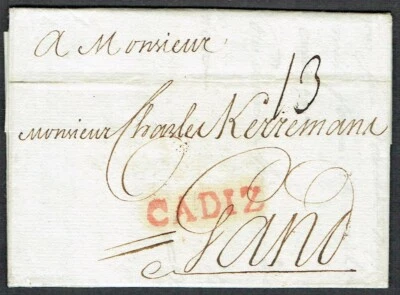 A Monsieur
13
Monsieur Charles Kerremans
CADIZ
a Gand